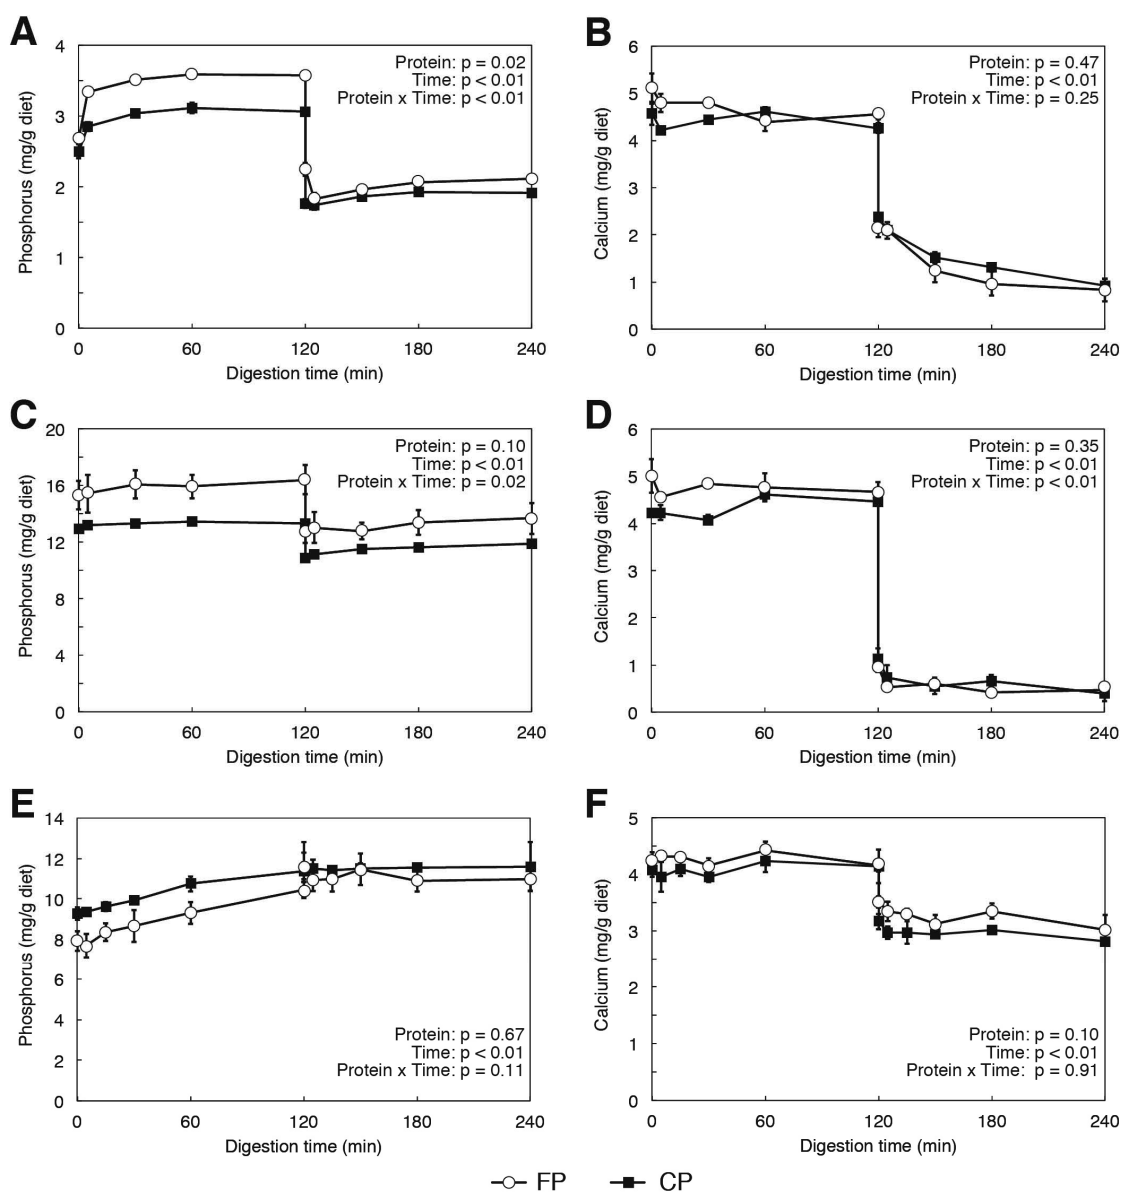 A
4
3
2
1
0
Phosphorus (mg/g diet)
Protein: p = 0.02
Time: p < 0.01
Protein x Time: p < 0.01
0 60 120 180 240
Digestion time (min)
B
6
5
4
3
2
1
0
Calcium (mg/g diet)
Protein: p = 0.47
Time: p < 0.01
Protein x Time: p = 0.25
0 60 120 180 240
Digestion time (min)
C
20
16
12
8
4
0
Phosphorus (mg/g diet)
Protein: p = 0.10
Time: p < 0.01
Protein x Time: p = 0.02
0 60 120 180 240
Digestion time (min)
D
6
5
4
3
2
1
0
Calcium (mg/g diet)
Protein: p = 0.35
Time: p < 0.01
Protein x Time: p < 0.01
0 60 120 180 240
Digestion time (min)
E
14
12
10
8
6
4
2
0
Phosphorus (mg/g diet)
Protein: p = 0.67
Time: p < 0.01
Protein x Time: p = 0.11
0 60 120 180 240
Digestion time (min)
F
5
4
3
2
1
0
Calcium (mg/g diet)
Protein: p = 0.10
Time: p < 0.01
Protein x Time: p = 0.91
0 60 120 180 240
Digestion time (min)
FP CP